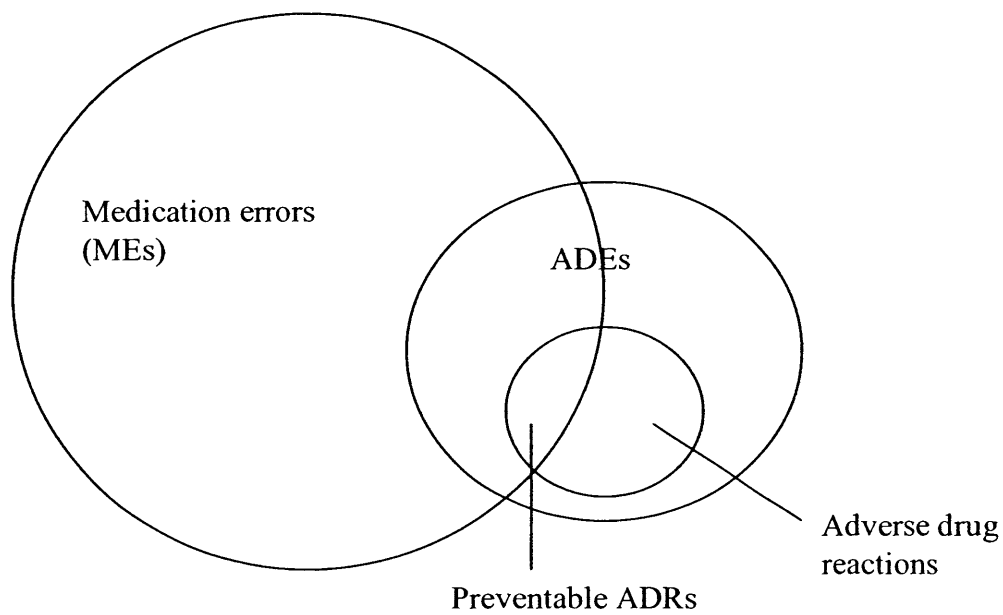 Medication errors
(MEs)
ADEs
Adverse drug
reactions
Preventable ADRs